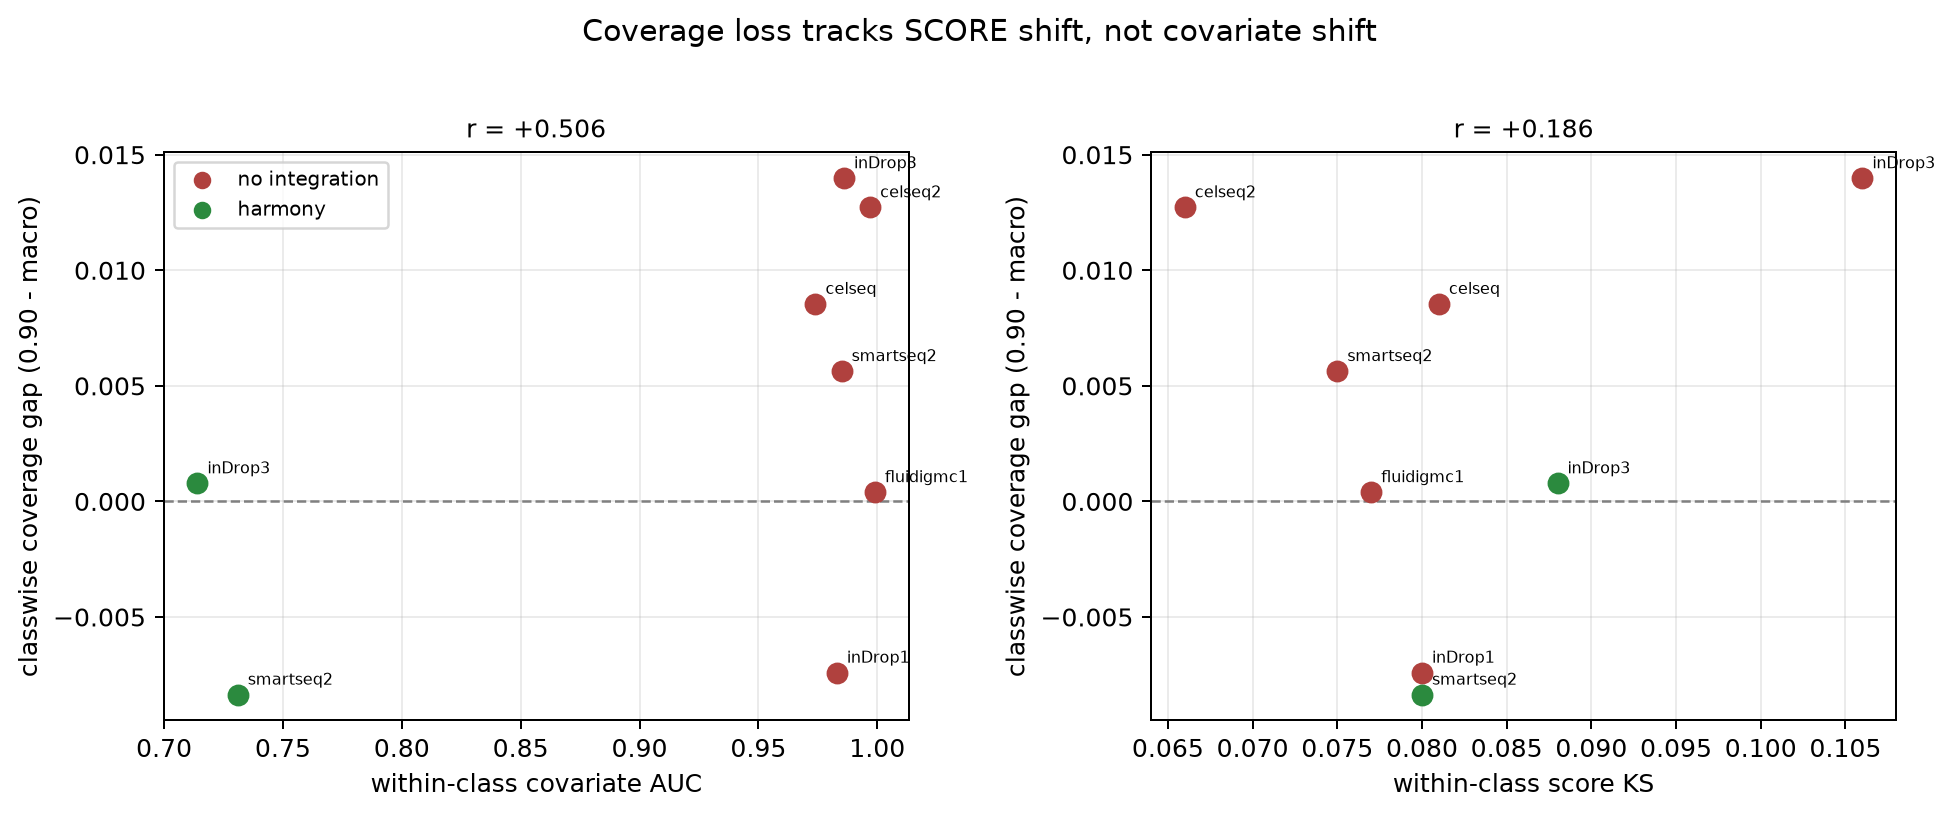 Coverage loss tracks SCORE shift, not covariate shift
r = +0.506
classwise coverage gap (0.90 - macro)
0.015
0.010
0.005
0.000
−0.005
no integration
harmony
inDrop3
celseq2
celseq
smartseq2
inDrop3
fluidigmc1
inDrop1
smartseq2
0.70 0.75 0.80 0.85 0.90 0.95 1.00
within-class covariate AUC
r = +0.186
classwise coverage gap (0.90 - macro)
0.015
0.010
0.005
0.000
−0.005
inDrop3
celseq2
celseq
smartseq2
inDrop3
fluidigmc1
inDrop1
smartseq2
0.065 0.070 0.075 0.080 0.085 0.090 0.095 0.100 0.105
within-class score KS